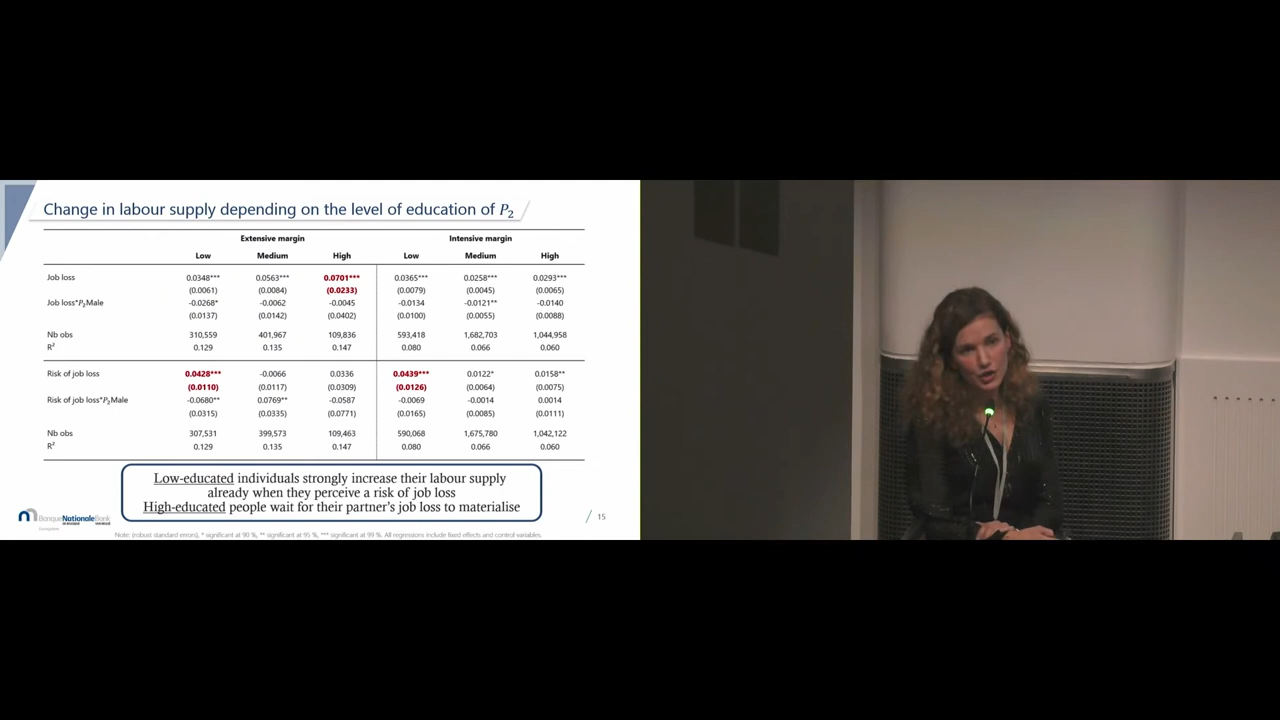 Change in labour supply depending on the level of education of P₂
Extensive margin Intensive margin
Low Medium High Low Medium High
Job loss 0.0348*** 0.0563*** 0.0701*** 0.0365*** 0.0258*** 0.0293***
(0.0061) (0.0084) (0.0233) (0.0079) (0.0045) (0.0065)
Job loss*P₂Male -0.0268* -0.0062 -0.0045 -0.0134 -0.0121** -0.0140
(0.0137) (0.0142) (0.0402) (0.0100) (0.0055) (0.0088)
Nb obs 310,559 401,967 109,836 593,418 1,682,703 1,044,958
R² 0.129 0.135 0.147 0.080 0.066 0.060
Risk of job loss 0.0428*** -0.0066 0.0336 0.0439*** 0.0122* 0.0158**
(0.0110) (0.0117) (0.0309) (0.0126) (0.0064) (0.0075)
Risk of job loss*P₂Male -0.0680** 0.0769** -0.0587 -0.0069 -0.0014 0.0014
(0.0315) (0.0335) (0.0771) (0.0165) (0.0085) (0.0111)
Nb obs 307,531 399,573 109,463 590,068 1,675,780 1,042,122
R² 0.129 0.135 0.147 0.080 0.066 0.060
Low-educated individuals strongly increase their labour supply
already when they perceive a risk of job loss
High-educated people wait for their partner's job loss to materialise
BanqueNationaleBank
Eurosystem
/ 15
Note: (robust standard errors), * significant at 90 %, ** significant at 95 %, *** significant at 99 %. All regressions include fixed effects and control variables.